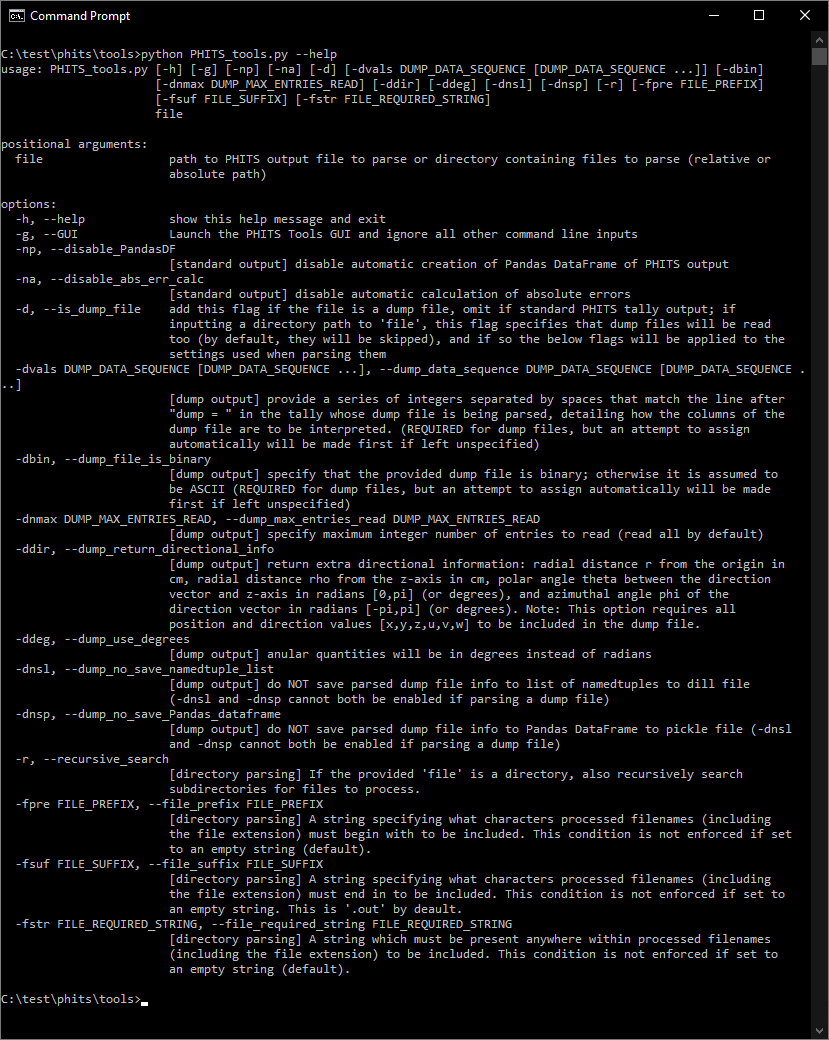 Command Prompt
C:\test\phits\tools>python PHITS_tools.py --help
usage: PHITS_tools.py [-h] [-g] [-np] [-na] [-d] [-dvals DUMP_DATA_SEQUENCE [DUMP_DATA_SEQUENCE ...]] [-dbin]
[-dnmax DUMP_MAX_ENTRIES_READ] [-ddir] [-ddeg] [-dnsl] [-dnsp] [-r] [-fpre FILE_PREFIX]
[-fsuf FILE_SUFFIX] [-fstr FILE_REQUIRED_STRING]
file
positional arguments:
file path to PHITS output file to parse or directory containing files to parse (relative or
absolute path)
options:
-h, --help show this help message and exit
-g, --GUI Launch the PHITS Tools GUI and ignore all other command line inputs
-np, --disable_PandasDF
[standard output] disable automatic creation of Pandas DataFrame of PHITS output
-na, --disable_abs_err_calc
[standard output] disable automatic calculation of absolute errors
-d, --is_dump_file add this flag if the file is a dump file, omit if standard PHITS tally output; if
inputting a directory path to 'file', this flag specifies that dump files will be read
too (by default, they will be skipped), and if so the below flags will be applied to the
settings used when parsing them
-dvals DUMP_DATA_SEQUENCE [DUMP_DATA_SEQUENCE ...], --dump_data_sequence DUMP_DATA_SEQUENCE [DUMP_DATA_SEQUENCE .
..]
[dump output] provide a series of integers separated by spaces that match the line after
"dump = " in the tally whose dump file is being parsed, detailing how the columns of the
dump file are to be interpreted. (REQUIRED for dump files, but an attempt to assign
automatically will be made first if left unspecified)
-dbin, --dump_file_is_binary
[dump output] specify that the provided dump file is binary; otherwise it is assumed to
be ASCII (REQUIRED for dump files, but an attempt to assign automatically will be made
first if left unspecified)
-dnmax DUMP_MAX_ENTRIES_READ, --dump_max_entries_read DUMP_MAX_ENTRIES_READ
[dump output] specify maximum integer number of entries to read (read all by default)
-ddir, --dump_return_directional_info
[dump output] return extra directional information: radial distance r from the origin in
cm, radial distance rho from the z-axis in cm, polar angle theta between the direction
vector and z-axis in radians [0,pi] (or degrees), and azimuthal angle phi of the
direction vector in radians [-pi,pi] (or degrees). Note: This option requires all
position and direction values [x,y,z,u,v,w] to be included in the dump file.
-ddeg, --dump_use_degrees
[dump output] anular quantities will be in degrees instead of radians
-dnsl, --dump_no_save_namedtuple_list
[dump output] do NOT save parsed dump file info to list of namedtuples to dill file
(-dnsl and -dnsp cannot both be enabled if parsing a dump file)
-dnsp, --dump_no_save_Pandas_dataframe
[dump output] do NOT save parsed dump file info to Pandas DataFrame to pickle file (-dnsl
and -dnsp cannot both be enabled if parsing a dump file)
-r, --recursive_search
[directory parsing] If the provided 'file' is a directory, also recursively search
subdirectories for files to process.
-fpre FILE_PREFIX, --file_prefix FILE_PREFIX
[directory parsing] A string specifying what characters processed filenames (including
the file extension) must begin with to be included. This condition is not enforced if set
to an empty string (default).
-fsuf FILE_SUFFIX, --file_suffix FILE_SUFFIX
[directory parsing] A string specifying what characters processed filenames (including
the file extension) must end in to be included. This condition is not enforced if set to
an empty string. This is '.out' by deault.
-fstr FILE_REQUIRED_STRING, --file_required_string FILE_REQUIRED_STRING
[directory parsing] A string which must be present anywhere within processed filenames
(including the file extension) to be included. This condition is not enforced if set to
an empty string (default).
C:\test\phits\tools>